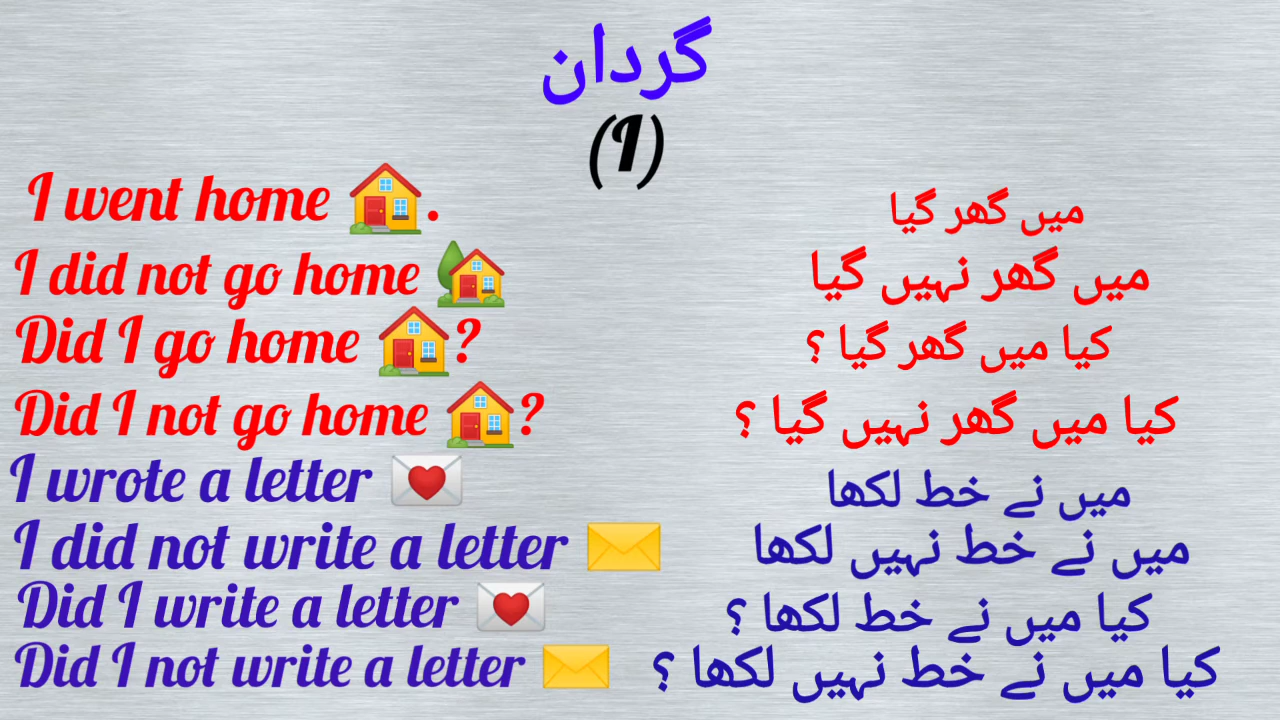 گردان
(I)
I went home 🏠. میں گھر گیا
I did not go home 🏡 میں گھر نہیں گیا
Did I go home 🏠? کیا میں گھر گیا ؟
Did I not go home 🏠? کیا میں گھر نہیں گیا ؟
I wrote a letter 💌 میں نے خط لکھا
I did not write a letter ✉️ میں نے خط نہیں لکھا
Did I write a letter 💌 کیا میں نے خط لکھا ؟
Did I not write a letter ✉️ کیا میں نے خط نہیں لکھا ؟